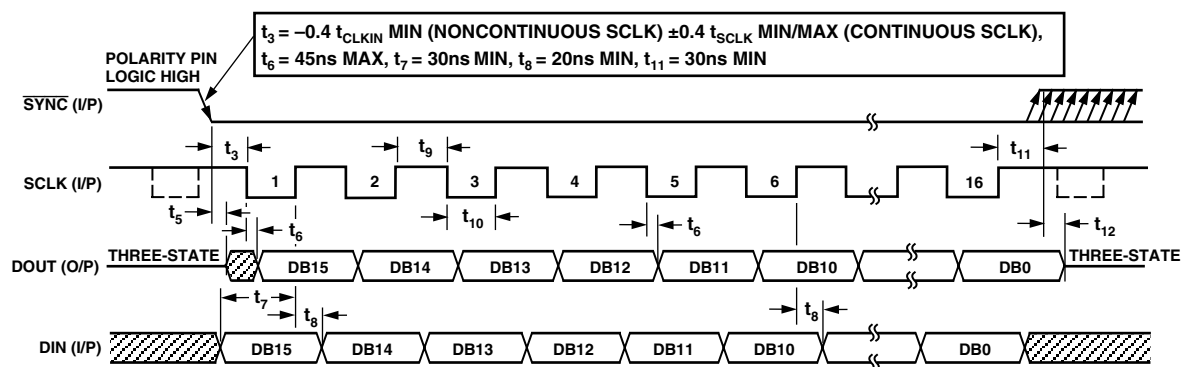 t3 = –0.4 tCLKIN MIN (NONCONTINUOUS SCLK) ±0.4 tSCLK MIN/MAX (CONTINUOUS SCLK),
t6 = 45ns MAX, t7 = 30ns MIN, t8 = 20ns MIN, t11 = 30ns MIN
POLARITY PIN
LOGIC HIGH
SYNC (I/P)
t3 t9 t11
SCLK (I/P) 1 2 3 4 5 6 16
t5 t6 t10 t6 t12
THREE-STATE THREE-STATE
DOUT (O/P) DB15 DB14 DB13 DB12 DB11 DB10 DB0
t7 t8 t8
DIN (I/P) DB15 DB14 DB13 DB12 DB11 DB10 DB0